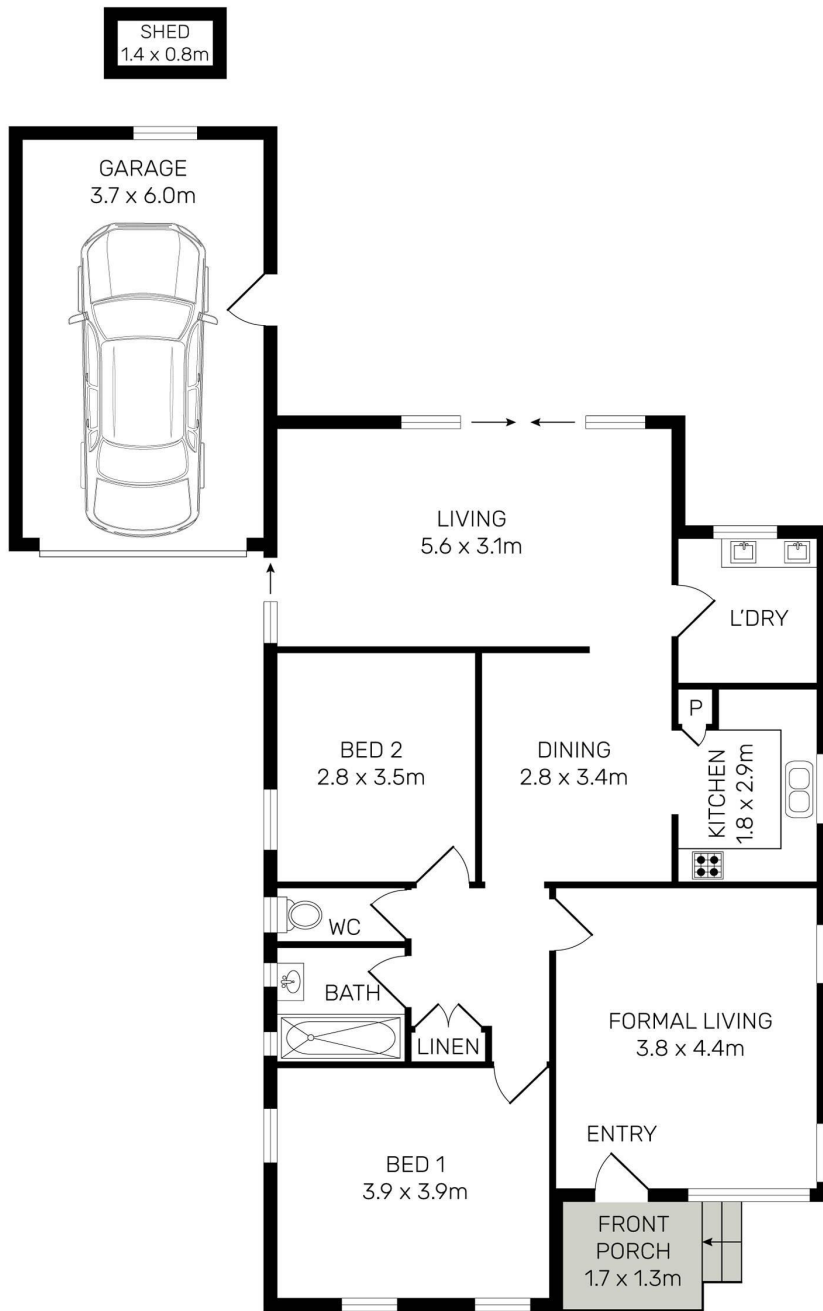 SHED
1.4 x 0.8m
GARAGE
3.7 x 6.0m
LIVING
5.6 x 3.1m
L'DRY
P
BED 2
2.8 x 3.5m
DINING
2.8 x 3.4m
KITCHEN
1.8 x 2.9m
WC
BATH
LINEN
FORMAL LIVING
3.8 x 4.4m
ENTRY
BED 1
3.9 x 3.9m
FRONT
PORCH
1.7 x 1.3m